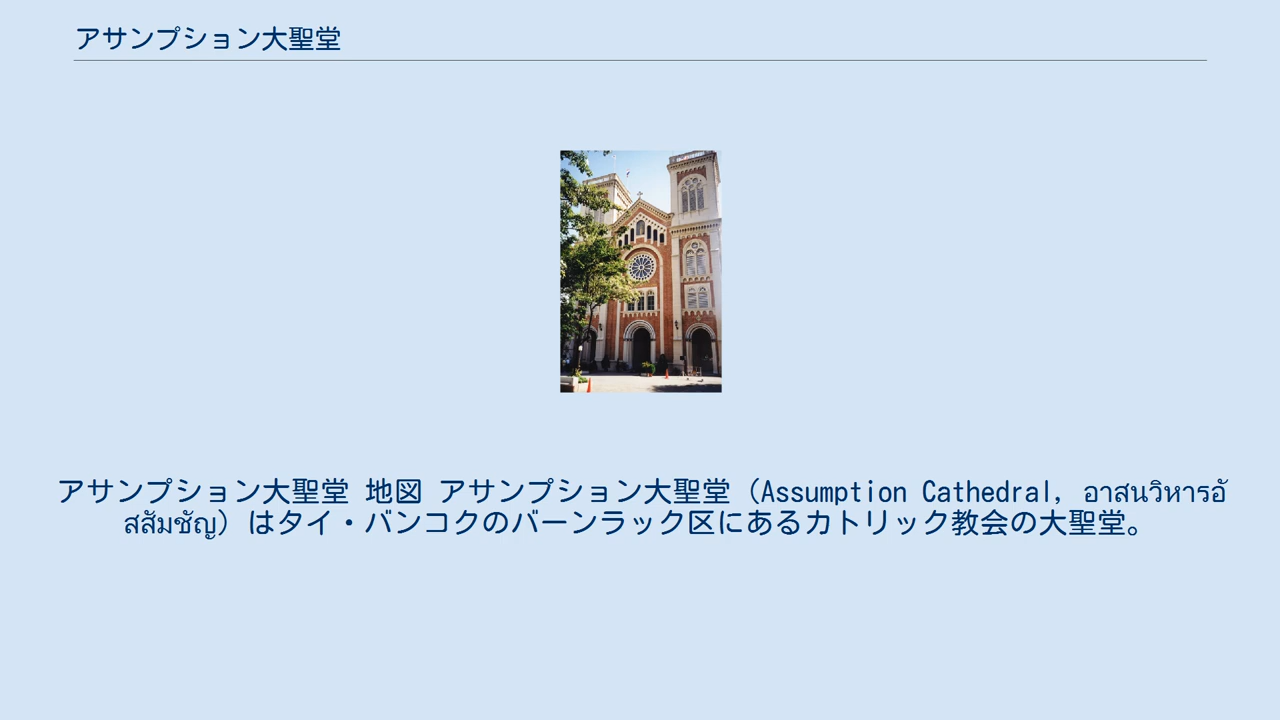 アサンプション大聖堂
アサンプション大聖堂 地図 アサンプション大聖堂（Assumption Cathedral, อาสนวิหารอั
สสัมชัญ）はタイ・バンコクのバーンラック区にあるカトリック教会の大聖堂。